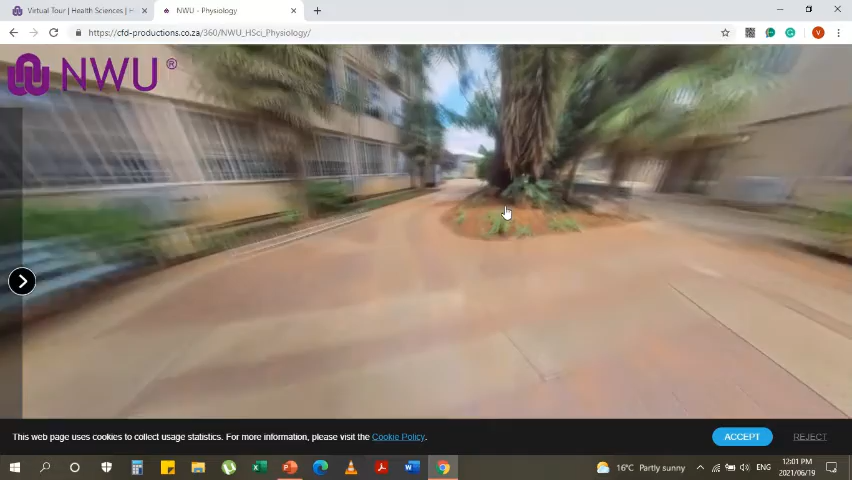 Virtual Tour | Health Sciences | H
NWU - Physiology
https://cfd-productions.co.za/360/NWU_HSci_Physiology/
V
NWU®
This web page uses cookies to collect usage statistics. For more information, please visit the Cookie Policy.
ACCEPT
REJECT
16°C Partly sunny
ENG
12:01 PM
2021/06/19